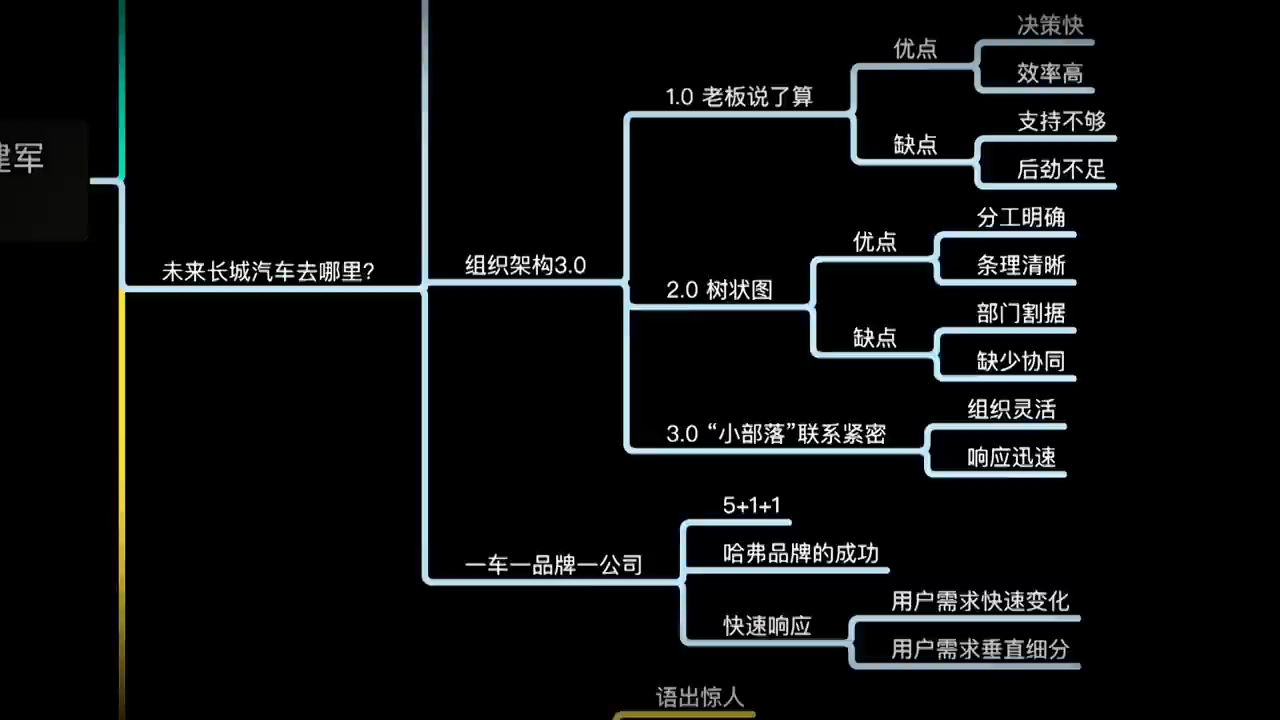 建军
未来长城汽车去哪里?
组织架构3.0
1.0 老板说了算
优点
决策快
效率高
缺点
支持不够
后劲不足
2.0 树状图
优点
分工明确
条理清晰
缺点
部门割据
缺少协同
3.0 “小部落”联系紧密
组织灵活
响应迅速
一车一品牌一公司
5+1+1
哈弗品牌的成功
快速响应
用户需求快速变化
用户需求垂直细分
语出惊人